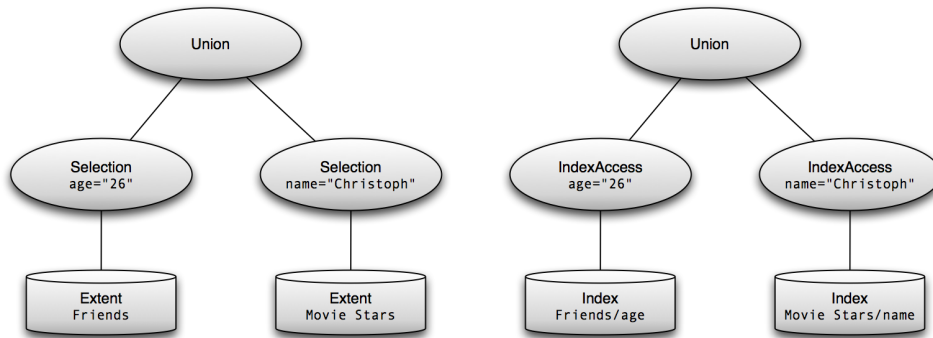 Union
Union
Selection
age="26"
Selection
name="Christoph"
IndexAccess
age="26"
IndexAccess
name="Christoph"
Extent
Friends
Extent
Movie Stars
Index
Friends/age
Index
Movie Stars/name